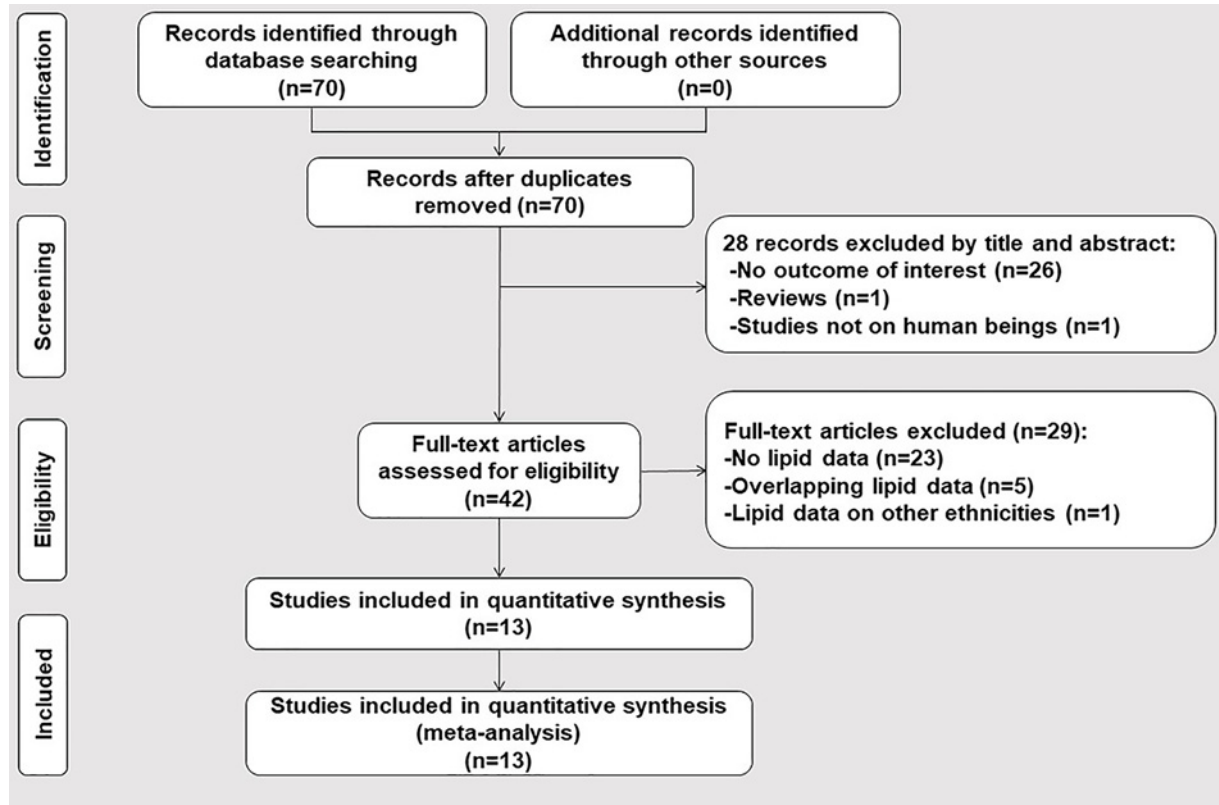 Identification
Records identified through
database searching
(n=70)
Additional records identified
through other sources
(n=0)
Records after duplicates
removed (n=70)
Screening
28 records excluded by title and abstract:
-No outcome of interest (n=26)
-Reviews (n=1)
-Studies not on human beings (n=1)
Eligibility
Full-text articles
assessed for eligibility
(n=42)
Full-text articles excluded (n=29):
-No lipid data (n=23)
-Overlapping lipid data (n=5)
-Lipid data on other ethnicities (n=1)
Included
Studies included in quantitative synthesis
(n=13)
Studies included in quantitative synthesis
(meta-analysis)
(n=13)